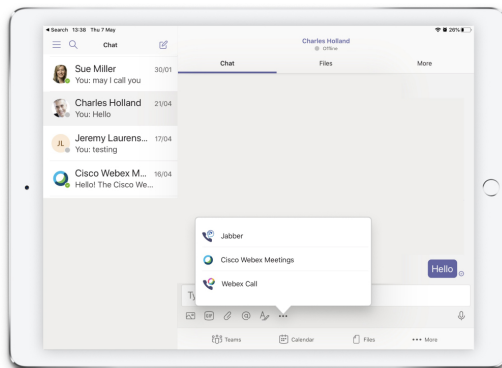 Search 13:38 Thu 7 May
26%
Chat
Charles Holland
Offline
Chat Files More
Sue Miller 30/01
You: may I call you
Charles Holland 21/04
You: Hello
JL
Jeremy Laurens... 17/04
You: testing
Cisco Webex M... 16/04
Hello! The Cisco We...
Jabber
Cisco Webex Meetings
Webex Call
Hello
Ty
GIF
Teams Calendar Files More